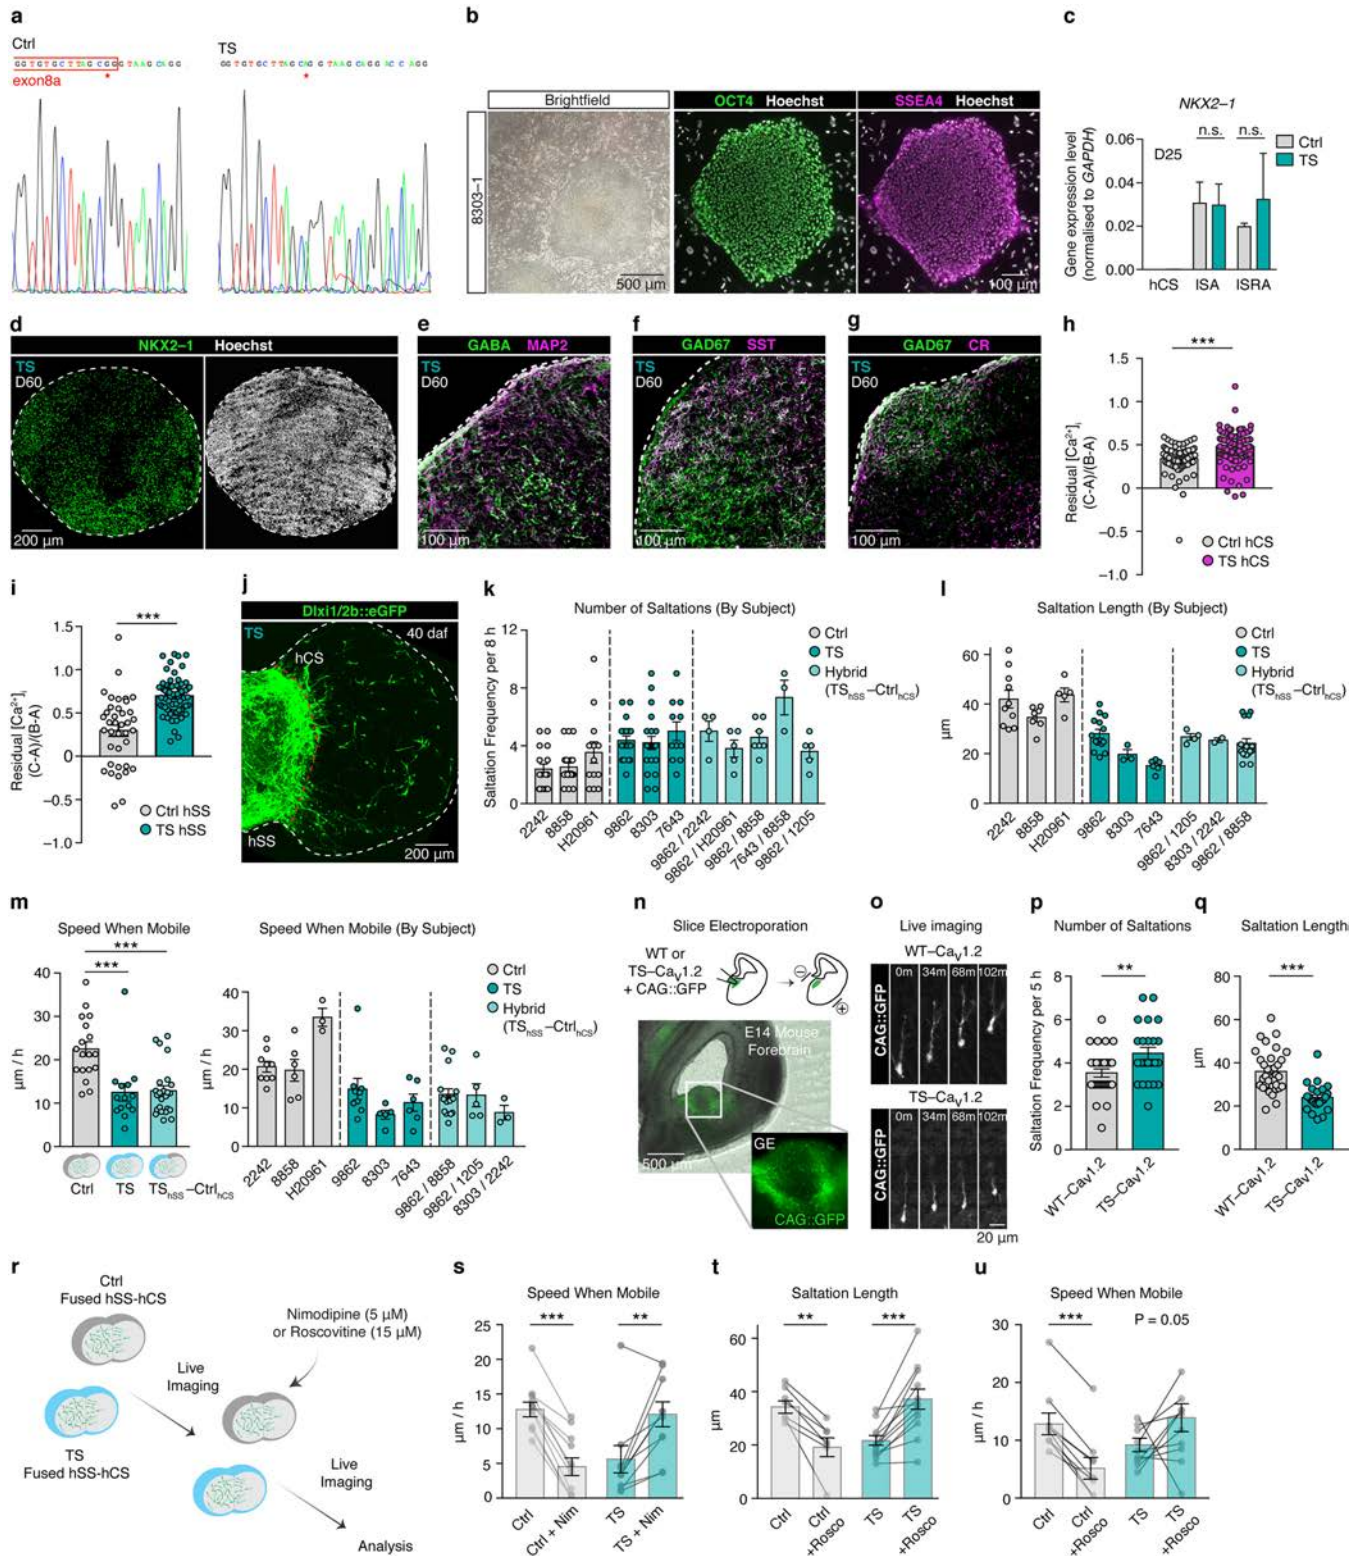 a
Ctrl
GGTGTGCTTAGCGGGTAAGCAGG
exon8a
*
TS
GGTGTGCTTAGCAGGTAAGCAGGACCAGG
*
b
Brightfield
OCT4 Hoechst
SSEA4 Hoechst
8303–1
500 µm
100 µm
c
NKX2–1
n.s. n.s.
Ctrl
TS
D25
Gene expression level
(normalised to GAPDH)
0.06
0.04
0.02
0.00
hCS ISA ISRA
d
NKX2–1 Hoechst
TS
D60
200 µm
e
GABA MAP2
TS
D60
100 µm
f
GAD67 SST
TS
D60
100 µm
g
GAD67 CR
TS
D60
100 µm
h
***
Residual [Ca²⁺]i
(C-A)/(B-A)
1.5
1.0
0.5
0
−0.5
−1.0
Ctrl hCS
TS hCS
i
***
Residual [Ca²⁺]i
(C-A)/(B-A)
1.5
1.0
0.5
0
−0.5
−1.0
Ctrl hSS
TS hSS
j
Dlxi1/2b::eGFP
TS
40 daf
hCS
hSS
200 µm
k
Number of Saltations (By Subject)
Saltation Frequency per 8 h
12
8
4
0
Ctrl
TS
Hybrid
(TShSS–CtrlhCS)
2242
8858
H20961
9862
8303
7643
9862 / 2242
9862 / H20961
9862 / 8858
7643 / 8858
9862 / 1205
l
Saltation Length (By Subject)
µm
60
40
20
0
Ctrl
TS
Hybrid
(TShSS–CtrlhCS)
2242
8858
H20961
9862
8303
7643
9862 / 1205
8303 / 2242
9862 / 8858
m
Speed When Mobile
***
***
µm / h
40
30
20
10
0
Ctrl TS TShSS–CtrlhCS
Speed When Mobile (By Subject)
µm / h
40
30
20
10
0
Ctrl
TS
Hybrid
(TShSS–CtrlhCS)
2242
8858
H20961
9862
8303
7643
9862 / 8858
9862 / 1205
8303 / 2242
n
Slice Electroporation
WT or
TS–CaV1.2
+ CAG::GFP
E14 Mouse
Forebrain
500 µm
GE
CAG::GFP
o
Live imaging
WT–CaV1.2
CAG::GFP
0m 34m 68m 102m
TS–CaV1.2
CAG::GFP
0m 34m 68m 102m
20 µm
p
Number of Saltations
**
Saltation Frequency per 5 h
8
6
4
2
0
WT–Cav1.2
TS–Cav1.2
q
Saltation Length
***
µm
80
60
40
20
0
WT–Cav1.2
TS–Cav1.2
r
Ctrl
Fused hSS-hCS
Nimodipine (5 µM)
or Roscovitine (15 µM)
Live
Imaging
TS
Fused hSS-hCS
Live
Imaging
Analysis
s
Speed When Mobile
*** **
µm / h
25
20
15
10
5
0
Ctrl
Ctrl + Nim
TS
TS + Nim
t
Saltation Length
** ***
µm
60
40
20
0
Ctrl
Ctrl
+Rosco
TS
TS
+Rosco
u
Speed When Mobile
*** P = 0.05
µm / h
30
20
10
0
Ctrl
Ctrl
+Rosco
TS
TS
+Rosco